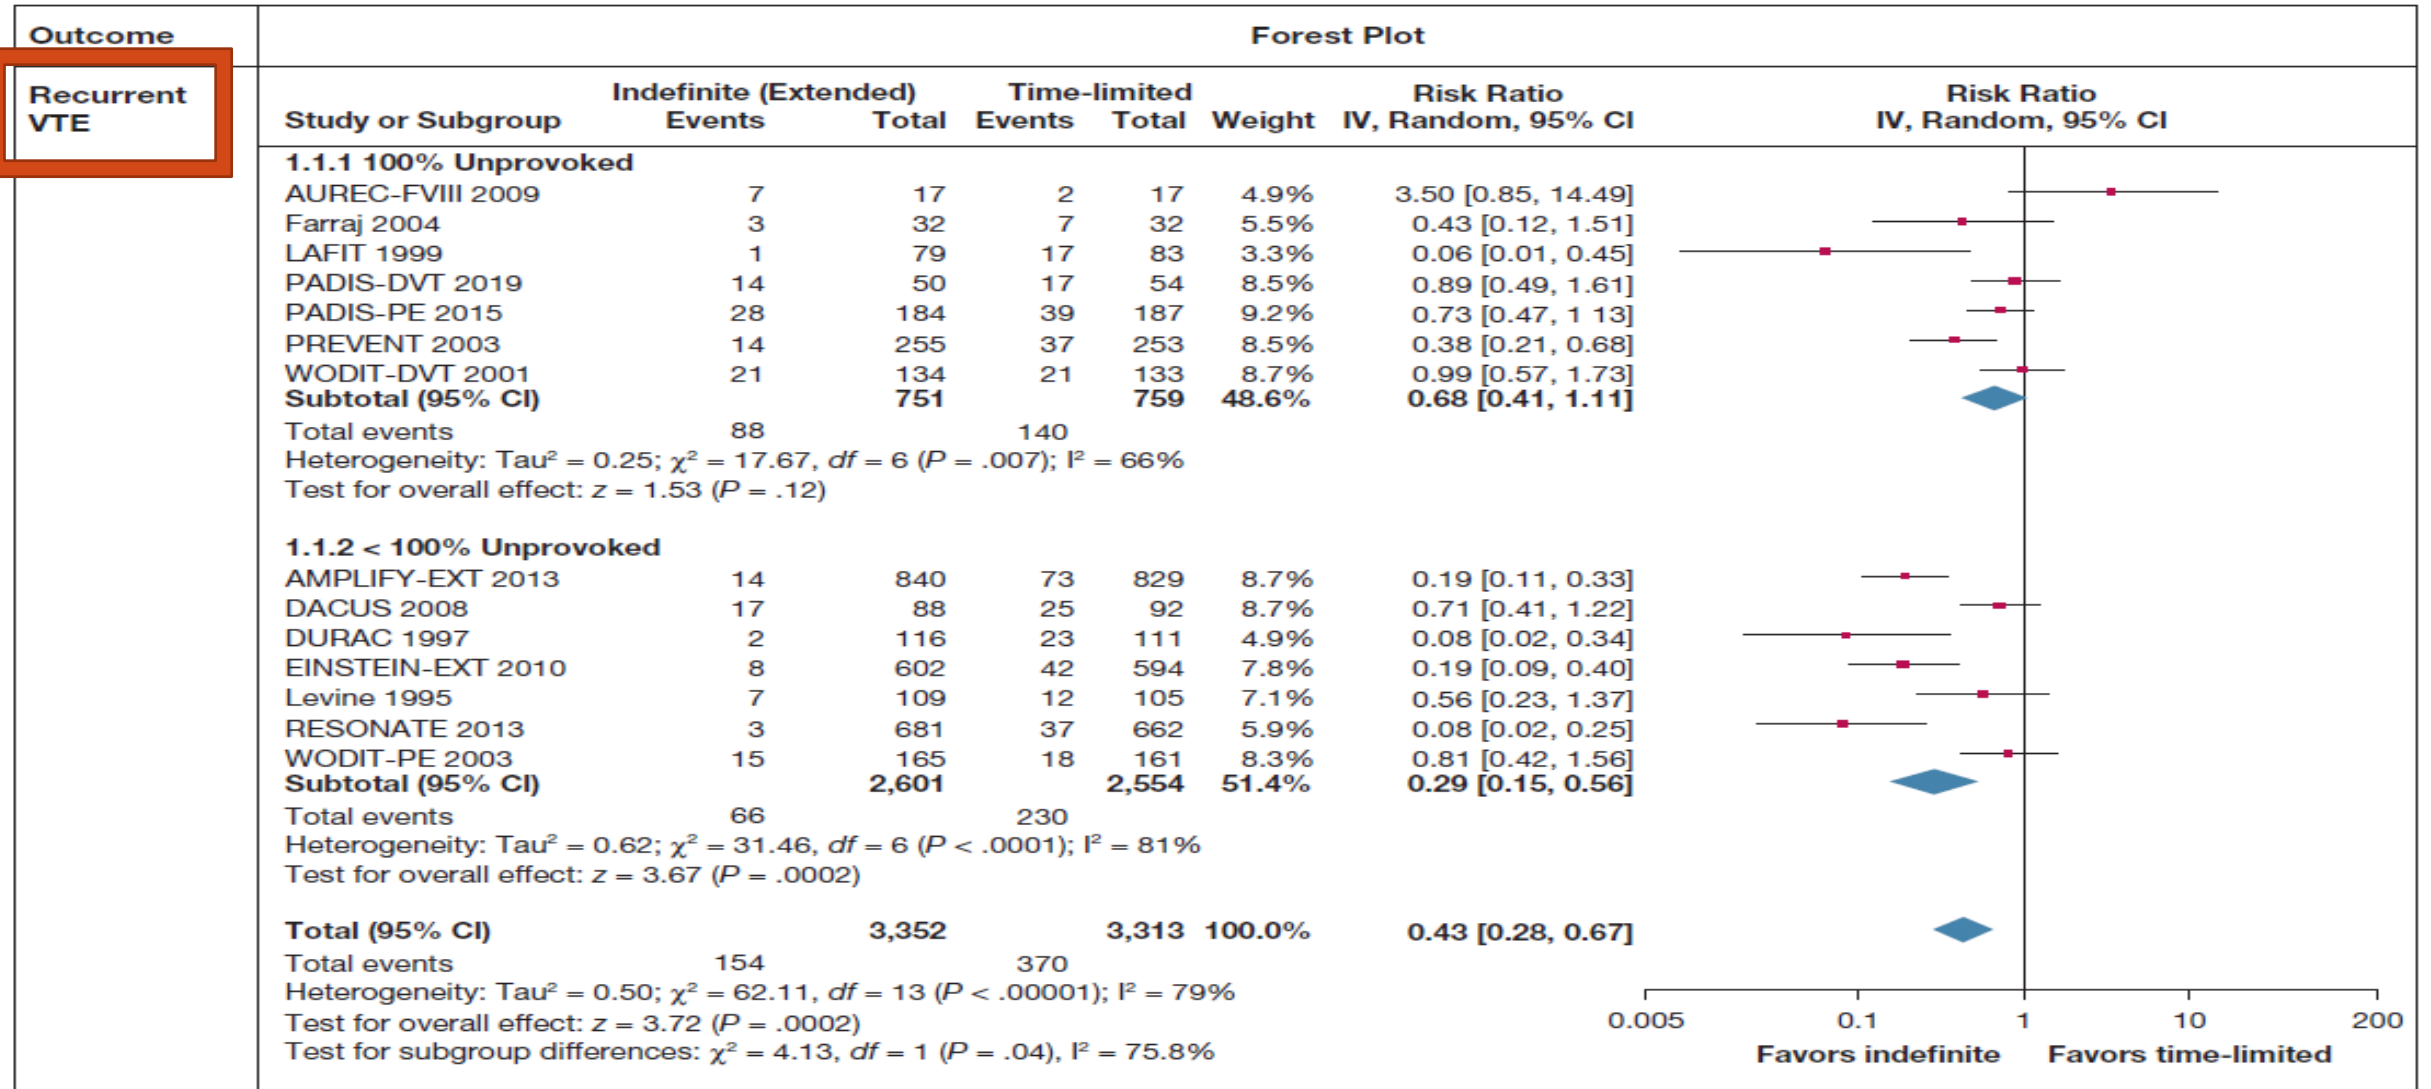 Outcome Forest Plot
Recurrent VTE
Indefinite (Extended) Time-limited Risk Ratio Risk Ratio
Study or Subgroup Events Total Events Total Weight IV, Random, 95% CI IV, Random, 95% CI
1.1.1 100% Unprovoked
AUREC-FVIII 2009 7 17 2 17 4.9% 3.50 [0.85, 14.49]
Farraj 2004 3 32 7 32 5.5% 0.43 [0.12, 1.51]
LAFIT 1999 1 79 17 83 3.3% 0.06 [0.01, 0.45]
PADIS-DVT 2019 14 50 17 54 8.5% 0.89 [0.49, 1.61]
PADIS-PE 2015 28 184 39 187 9.2% 0.73 [0.47, 1 13]
PREVENT 2003 14 255 37 253 8.5% 0.38 [0.21, 0.68]
WODIT-DVT 2001 21 134 21 133 8.7% 0.99 [0.57, 1.73]
Subtotal (95% CI) 751 759 48.6% 0.68 [0.41, 1.11]
Total events 88 140
Heterogeneity: Tau² = 0.25; χ² = 17.67, df = 6 (P = .007); I² = 66%
Test for overall effect: z = 1.53 (P = .12)
1.1.2 < 100% Unprovoked
AMPLIFY-EXT 2013 14 840 73 829 8.7% 0.19 [0.11, 0.33]
DACUS 2008 17 88 25 92 8.7% 0.71 [0.41, 1.22]
DURAC 1997 2 116 23 111 4.9% 0.08 [0.02, 0.34]
EINSTEIN-EXT 2010 8 602 42 594 7.8% 0.19 [0.09, 0.40]
Levine 1995 7 109 12 105 7.1% 0.56 [0.23, 1.37]
RESONATE 2013 3 681 37 662 5.9% 0.08 [0.02, 0.25]
WODIT-PE 2003 15 165 18 161 8.3% 0.81 [0.42, 1.56]
Subtotal (95% CI) 2,601 2,554 51.4% 0.29 [0.15, 0.56]
Total events 66 230
Heterogeneity: Tau² = 0.62; χ² = 31.46, df = 6 (P < .0001); I² = 81%
Test for overall effect: z = 3.67 (P = .0002)
Total (95% CI) 3,352 3,313 100.0% 0.43 [0.28, 0.67]
Total events 154 370
Heterogeneity: Tau² = 0.50; χ² = 62.11, df = 13 (P < .00001); I² = 79%
Test for overall effect: z = 3.72 (P = .0002)
Test for subgroup differences: χ² = 4.13, df = 1 (P = .04), I² = 75.8%
0.005 0.1 1 10 200
Favors indefinite Favors time-limited